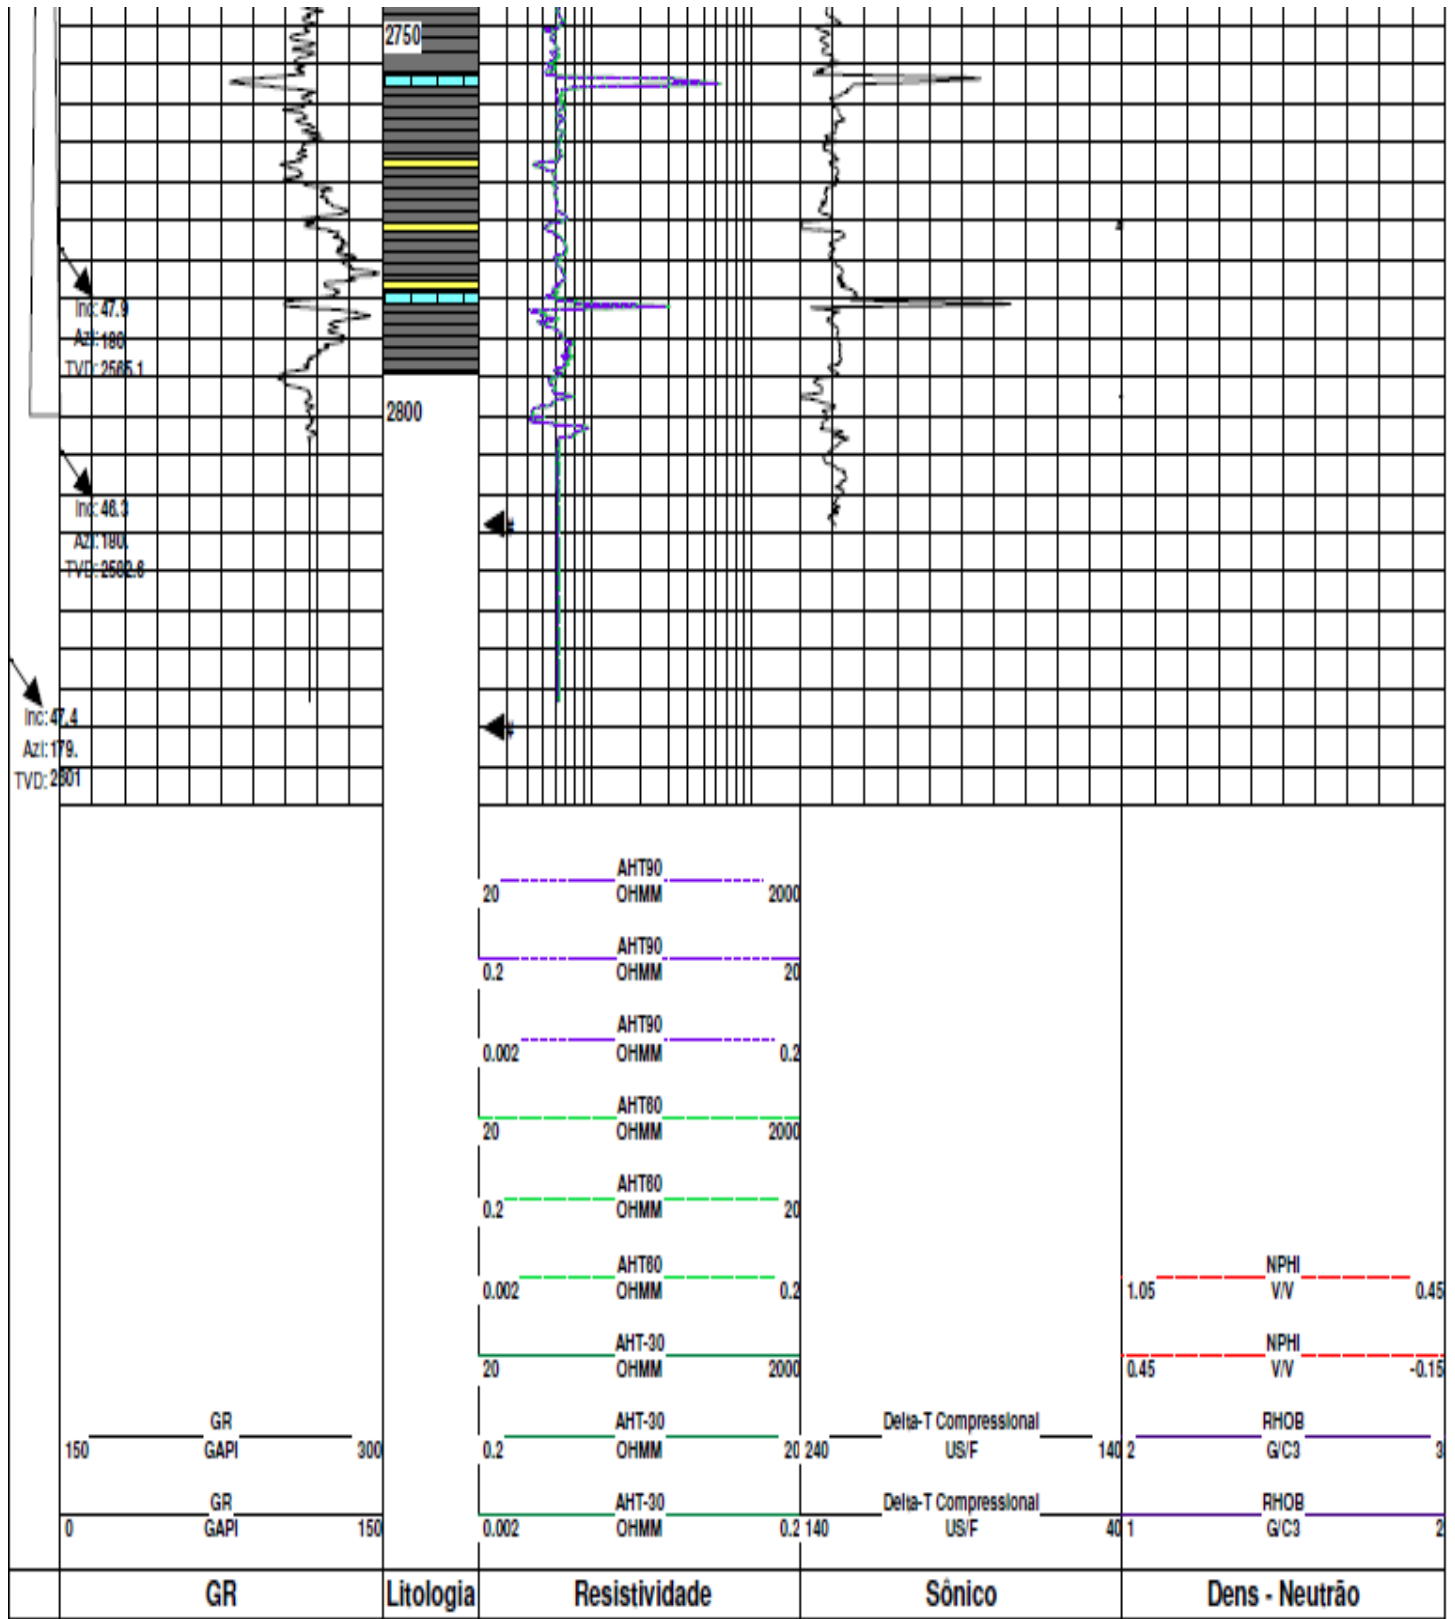 2750
Inc: 47.9
Azi: 180
TVD: 2565.1
2800
Inc: 46.3
Azi: 180.
TVD: 2582.6
Inc: 47.4
Azi: 179.
TVD: 2601
AHT90
20 OHMM 2000
AHT90
0.2 OHMM 20
AHT90
0.002 OHMM 0.2
AHT60
20 OHMM 2000
AHT60
0.2 OHMM 20
AHT60 NPHI
0.002 OHMM 0.2 1.05 V/V 0.45
AHT-30 NPHI
20 OHMM 2000 0.45 V/V -0.15
GR AHT-30 Delta-T Compressional RHOB
150 GAPI 300 0.2 OHMM 20 240 US/F 140 2 G/C3 3
GR AHT-30 Delta-T Compressional RHOB
0 GAPI 150 0.002 OHMM 0.2 140 US/F 40 1 G/C3 2
GR Litologia Resistividade Sônico Dens - Neutrão